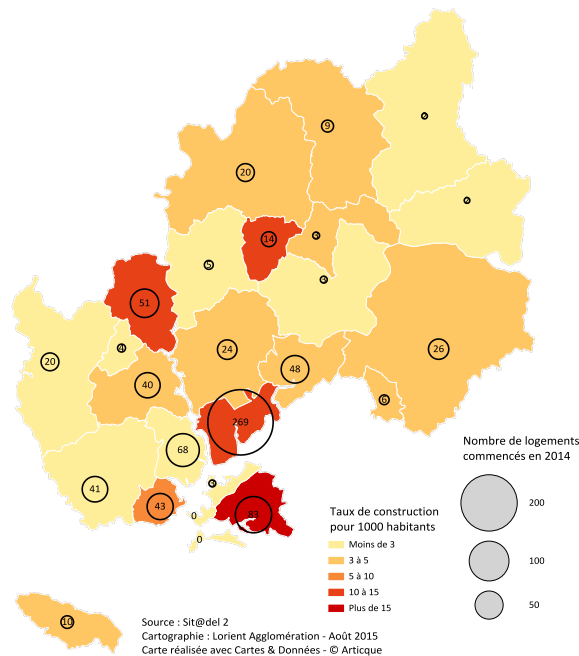 9
20
14
5
51
20
24
26
48
40
269
68
Nombre de logements
commencés en 2014
200
41
43
83
0
Taux de construction
pour 1000 habitants
0
Moins de 3
100
3 à 5
5 à 10
10 à 15
50
Plus de 15
10
Source : Sit@del 2
Cartographie : Lorient Agglomération - Août 2015
Carte réalisée avec Cartes & Données - © Articque